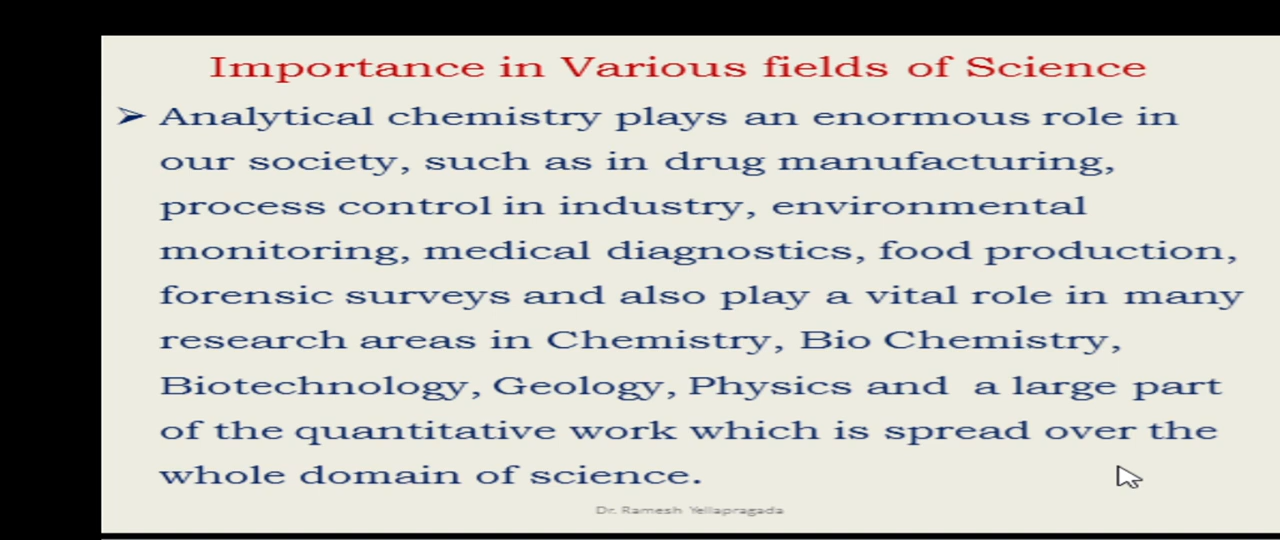 Importance in Various fields of Science
➢ Analytical chemistry plays an enormous role in
our society, such as in drug manufacturing,
process control in industry, environmental
monitoring, medical diagnostics, food production,
forensic surveys and also play a vital role in many
research areas in Chemistry, Bio Chemistry,
Biotechnology, Geology, Physics and a large part
of the quantitative work which is spread over the
whole domain of science.
Dr. Ramesh Yellapragada